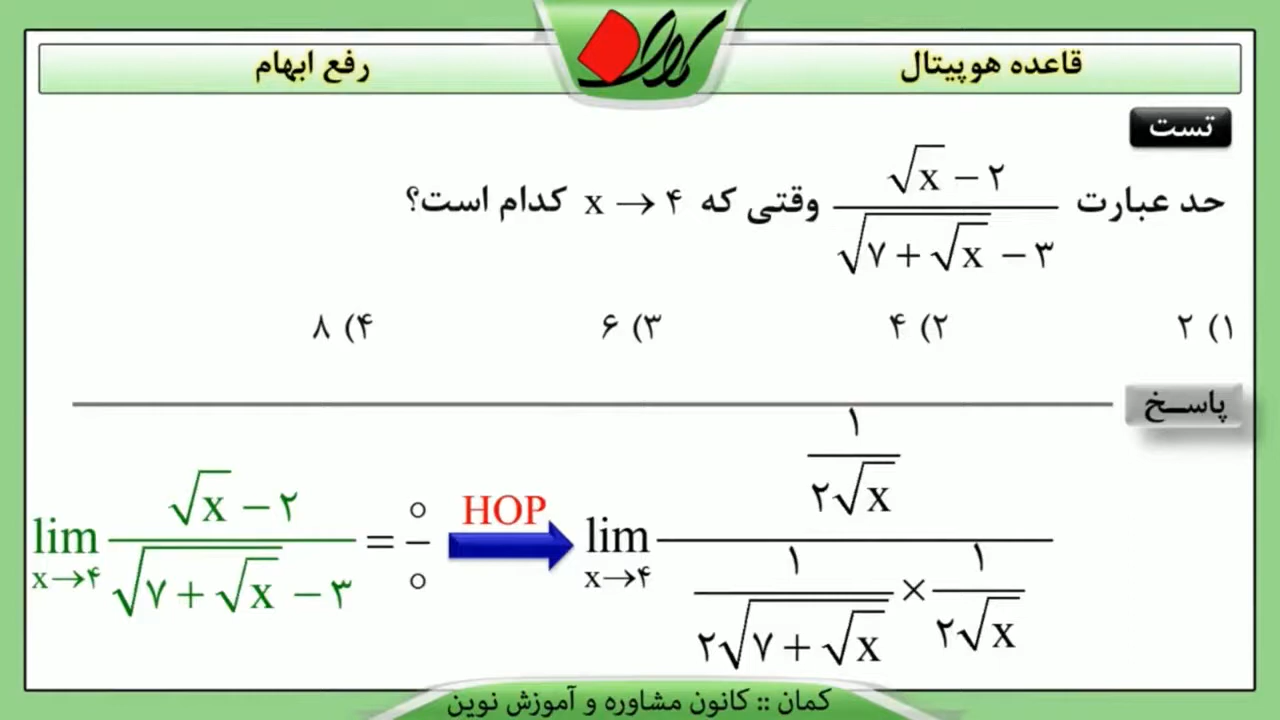 قاعده هوپیتال
رفع ابهام
کمان
تست
حد عبارت (√x − ۲) / (√(۷ + √x) − ۳) وقتی که x → ۴ کدام است؟
۱) ۲
۲) ۴
۳) ۶
۴) ۸
پاسـخ
lim x→۴ (√x − ۲) / (√(۷ + √x) − ۳) = ۰/۰ HOP lim x→۴ (۱ / ۲√x) / (۱ / ۲√(۷ + √x) × ۱ / ۲√x)
کمان :: کانون مشاوره و آموزش نوین